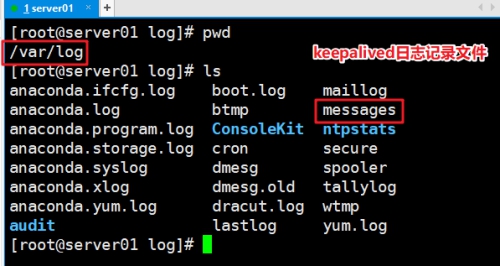 1 server01
[root@server01 log]# pwd
/var/log
keepalived日志记录文件
[root@server01 log]# ls
anaconda.ifcfg.log boot.log maillog
anaconda.log btmp messages
anaconda.program.log ConsoleKit ntpstats
anaconda.storage.log cron secure
anaconda.syslog dmesg spooler
anaconda.xlog dmesg.old tallylog
anaconda.yum.log dracut.log wtmp
audit lastlog yum.log
[root@server01 log]#